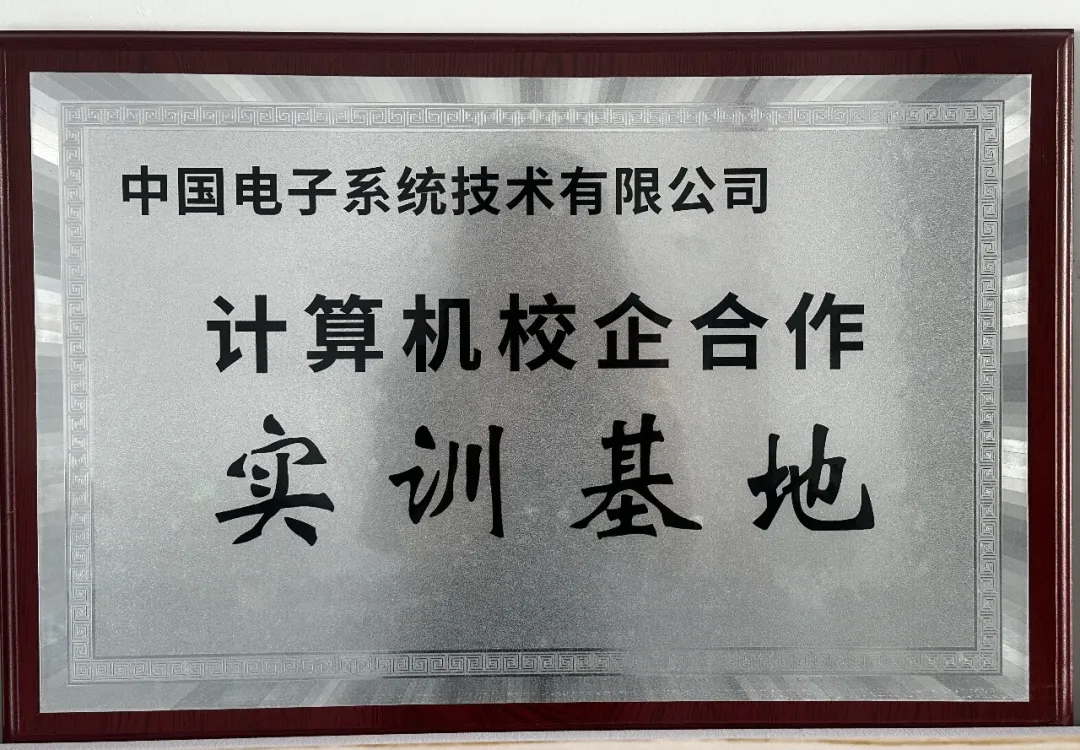 中国电子系统技术有限公司
计算机校企合作
实训基地